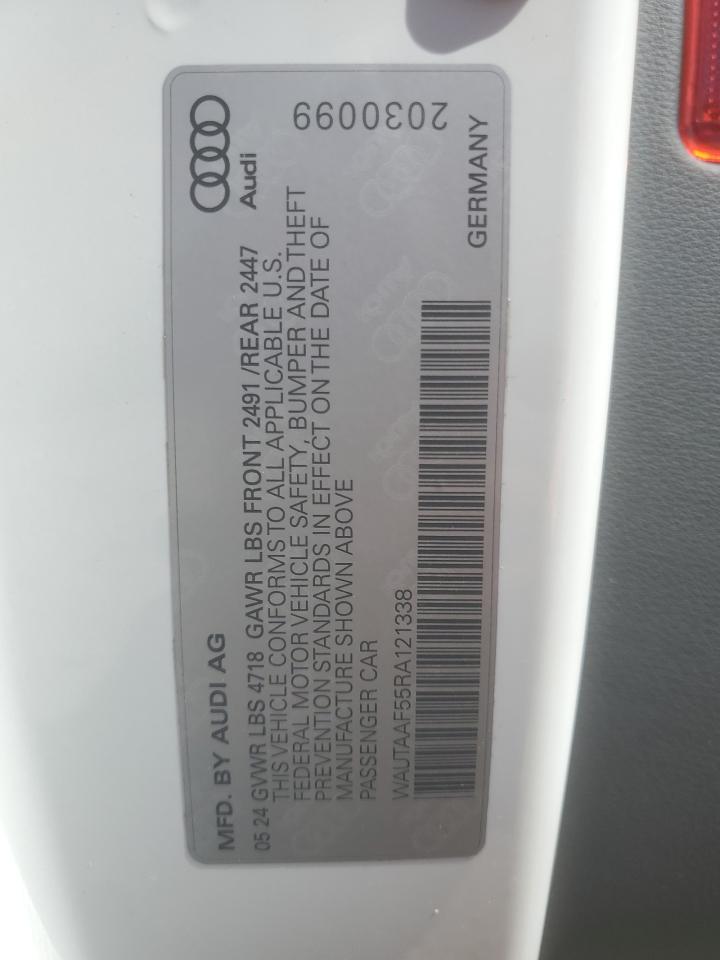 MFD. BY AUDI AG
Audi
05 24 GVWR LBS 4718 GAWR LBS FRONT 2491 /REAR 2447
THIS VEHICLE CONFORMS TO ALL APPLICABLE U.S.
FEDERAL MOTOR VEHICLE SAFETY, BUMPER AND THEFT
PREVENTION STANDARDS IN EFFECT ON THE DATE OF
MANUFACTURE SHOWN ABOVE
PASSENGER CAR
WAUTAAF55RA121338
GERMANY
2030099